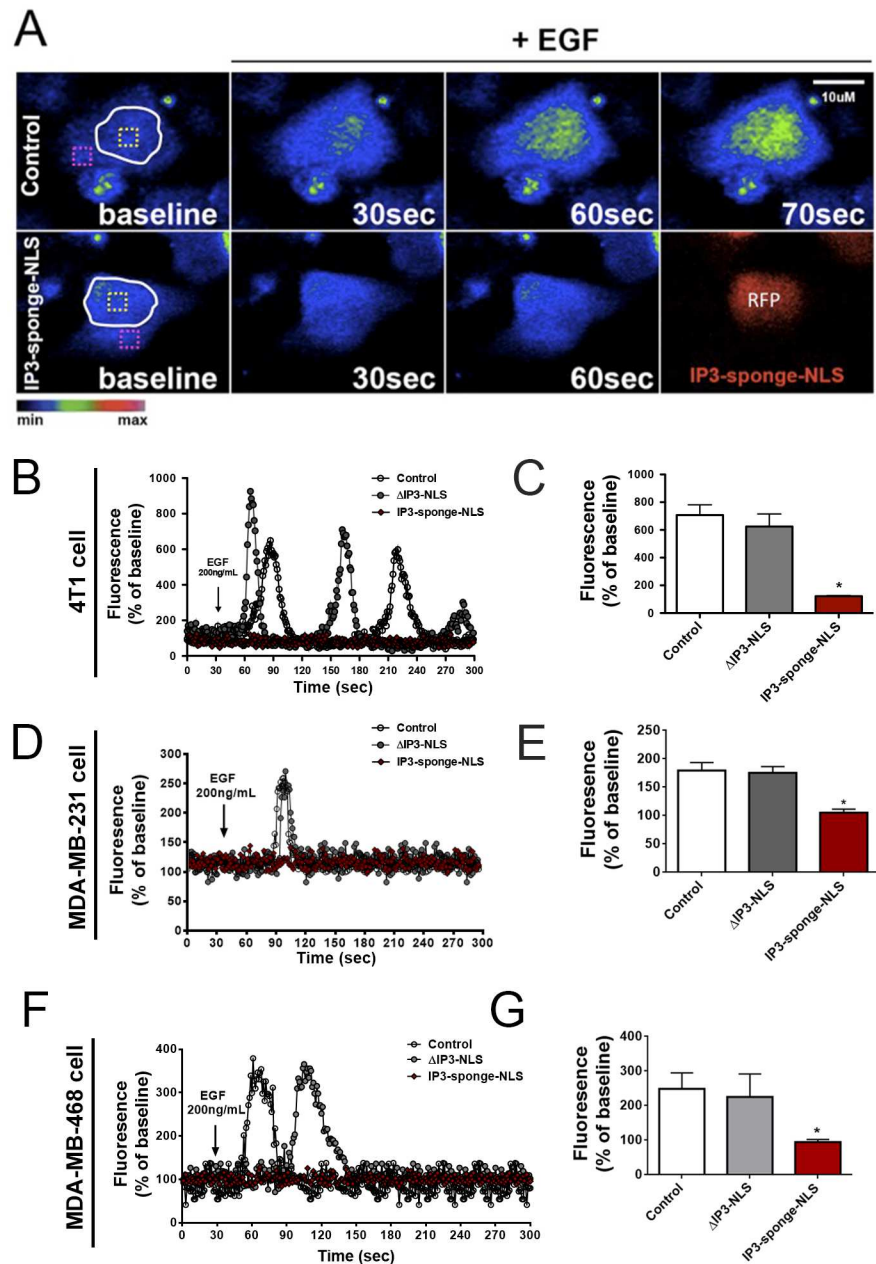 A
+ EGF
Control
baseline
30sec
60sec
10uM
70sec
IP3-sponge-NLS
baseline
30sec
60sec
RFP
IP3-sponge-NLS
min
max
B
4T1 cell
Fluorescence
(% of baseline)
1000
800
600
400
200
0
EGF
200ng/mL
Control
ΔIP3-NLS
IP3-sponge-NLS
0 30 60 90 120 150 180 210 240 270 300
Time (sec)
C
Fluorescence
(% of baseline)
1000
800
600
400
200
0
*
Control
ΔIP3-NLS
IP3-sponge-NLS
D
MDA-MB-231 cell
Fluoresence
(% of baseline)
300
250
200
150
100
50
0
EGF
200ng/mL
Control
ΔIP3-NLS
IP3-sponge-NLS
0 30 60 90 120 150 180 210 240 270 300
Time (sec)
E
Fluoresence
(% of baseline)
250
200
150
100
50
0
*
Control
ΔIP3-NLS
IP3-sponge-NLS
F
MDA-MB-468 cell
Fluoresence
(% of baseline)
400
300
200
100
0
EGF
200ng/mL
Control
ΔIP3-NLS
IP3-sponge-NLS
0 30 60 90 120 150 180 210 240 270 300
Time (sec)
G
Fluoresence
(% of baseline)
400
300
200
100
0
*
Control
ΔIP3-NLS
IP3-sponge-NLS